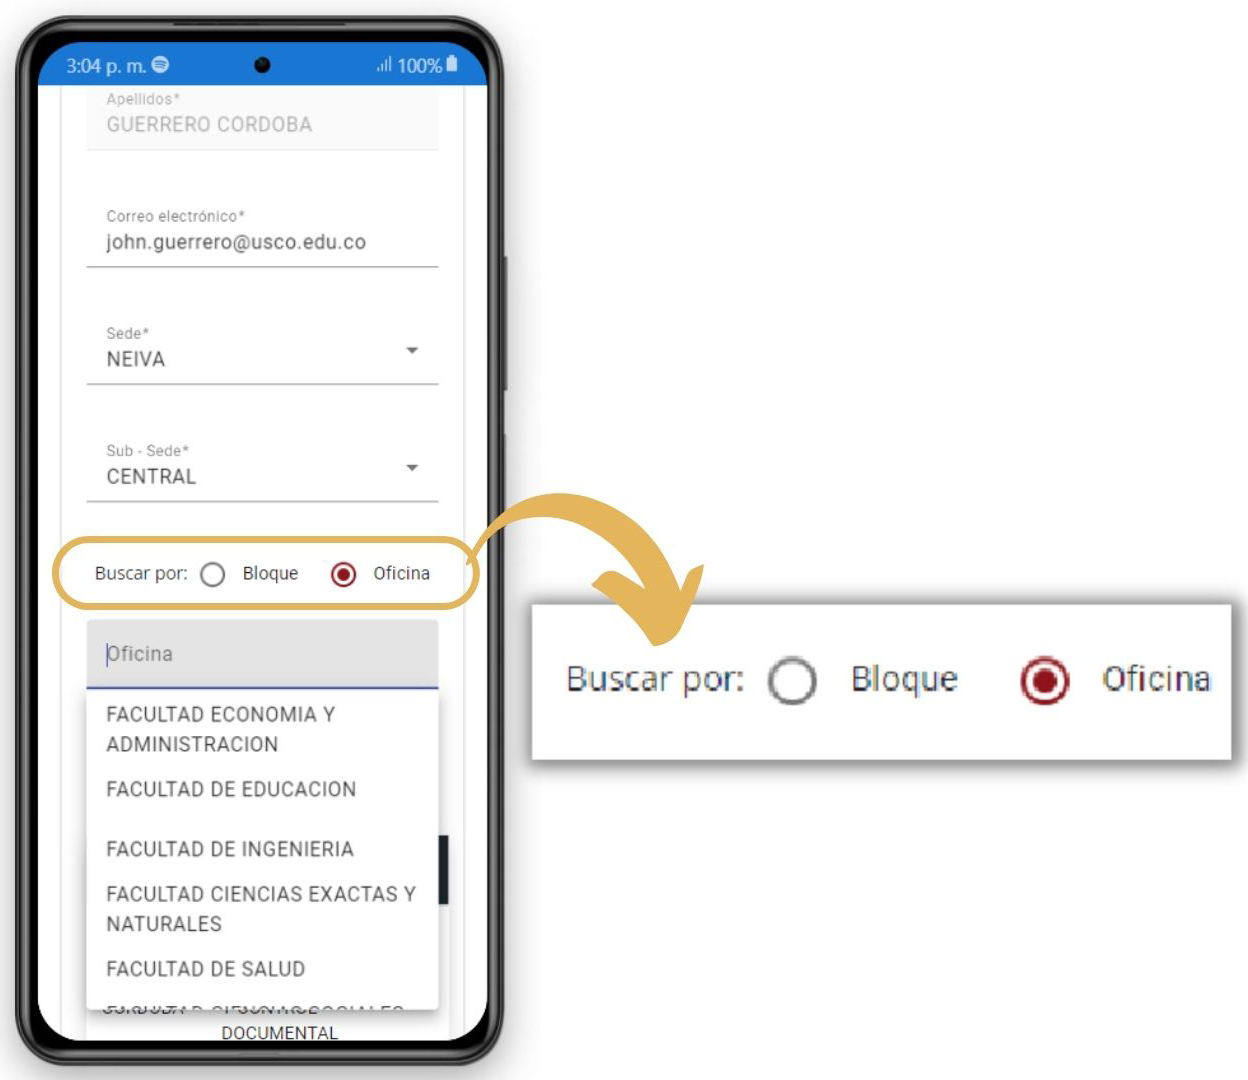 3:04 p. m.
100%
Apellidos*
GUERRERO CORDOBA
Correo electrónico*
john.guerrero@usco.edu.co
Sede*
NEIVA
Sub - Sede*
CENTRAL
Buscar por: Bloque Oficina
Oficina
FACULTAD ECONOMIA Y
ADMINISTRACION
FACULTAD DE EDUCACION
FACULTAD DE INGENIERIA
FACULTAD CIENCIAS EXACTAS Y
NATURALES
FACULTAD DE SALUD
DOCUMENTAL
Buscar por: Bloque Oficina